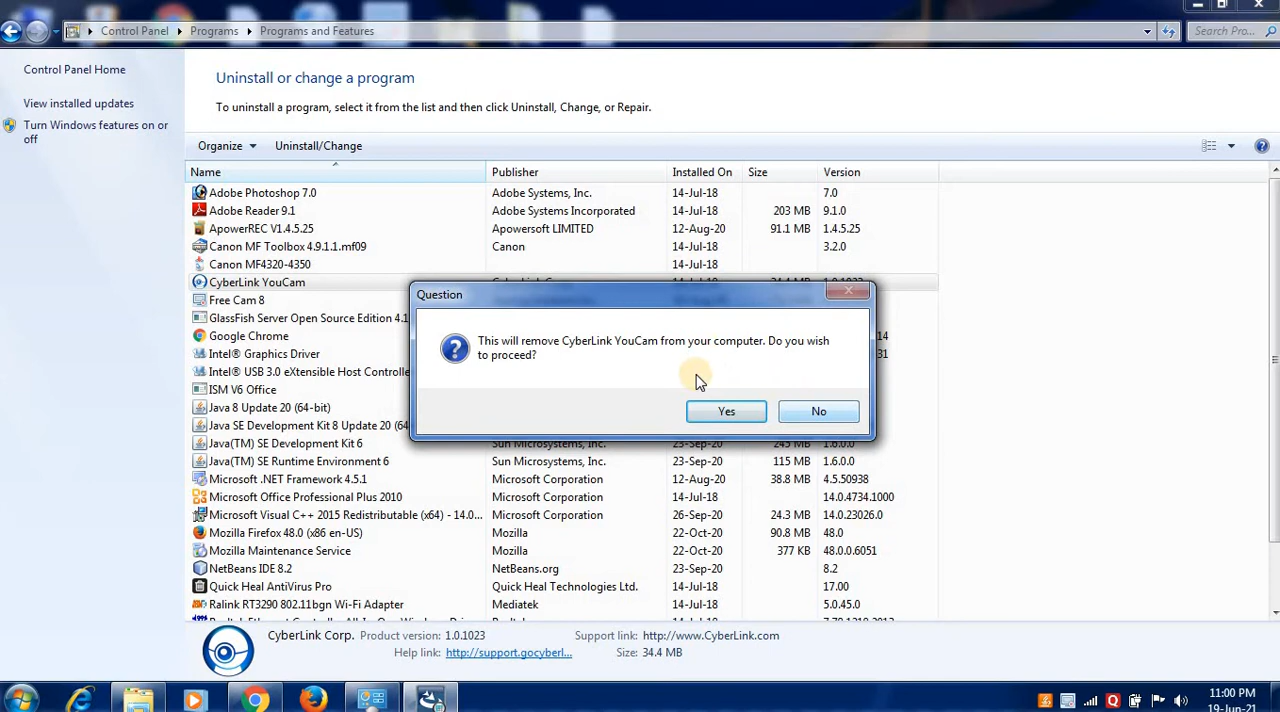 Control Panel Programs Programs and Features Search Pro...
Control Panel Home
View installed updates
Turn Windows features on or
off
Uninstall or change a program
To uninstall a program, select it from the list and then click Uninstall, Change, or Repair.
Organize Uninstall/Change
Name Publisher Installed On Size Version
Adobe Photoshop 7.0 Adobe Systems, Inc. 14-Jul-18 7.0
Adobe Reader 9.1 Adobe Systems Incorporated 14-Jul-18 203 MB 9.1.0
ApowerREC V1.4.5.25 Apowersoft LIMITED 12-Aug-20 91.1 MB 1.4.5.25
Canon MF Toolbox 4.9.1.1.mf09 Canon 14-Jul-18 3.2.0
Canon MF4320-4350 14-Jul-18
CyberLink YouCam
Free Cam 8
GlassFish Server Open Source Edition 4.1
Google Chrome 14
Intel® Graphics Driver 31
Intel® USB 3.0 eXtensible Host Controlle
ISM V6 Office
Java 8 Update 20 (64-bit)
Java SE Development Kit 8 Update 20 (64
Java(TM) SE Development Kit 6 Sun Microsystems, Inc. 23-Sep-20 245 MB 1.6.0.0
Java(TM) SE Runtime Environment 6 Sun Microsystems, Inc. 23-Sep-20 115 MB 1.6.0.0
Microsoft .NET Framework 4.5.1 Microsoft Corporation 12-Aug-20 38.8 MB 4.5.50938
Microsoft Office Professional Plus 2010 Microsoft Corporation 14-Jul-18 14.0.4734.1000
Microsoft Visual C++ 2015 Redistributable (x64) - 14.0... Microsoft Corporation 26-Sep-20 24.3 MB 14.0.23026.0
Mozilla Firefox 48.0 (x86 en-US) Mozilla 22-Oct-20 90.8 MB 48.0
Mozilla Maintenance Service Mozilla 22-Oct-20 377 KB 48.0.0.6051
NetBeans IDE 8.2 NetBeans.org 23-Sep-20 8.2
Quick Heal AntiVirus Pro Quick Heal Technologies Ltd. 14-Jul-18 17.00
Ralink RT3290 802.11bgn Wi-Fi Adapter Mediatek 14-Jul-18 5.0.45.0
Question
This will remove CyberLink YouCam from your computer. Do you wish
to proceed?
Yes No
CyberLink Corp. Product version: 1.0.1023 Support link: http://www.CyberLink.com
Help link: http://support.gocyberl... Size: 34.4 MB
11:00 PM
19-Jun-21